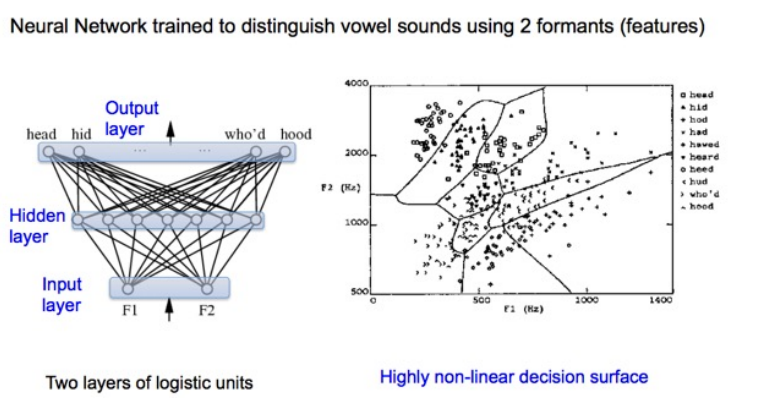 Neural Network trained to distinguish vowel sounds using 2 formants (features)
Output
layer
head hid ... ... who'd hood
Hidden
layer
Input
layer
F1 F2
Two layers of logistic units
4000
2000
F2 (Hz)
1000
500
0 500 1000 1400
F1 (Hz)
head
hid
hod
had
hawed
heard
heed
hud
who'd
hood
Highly non-linear decision surface